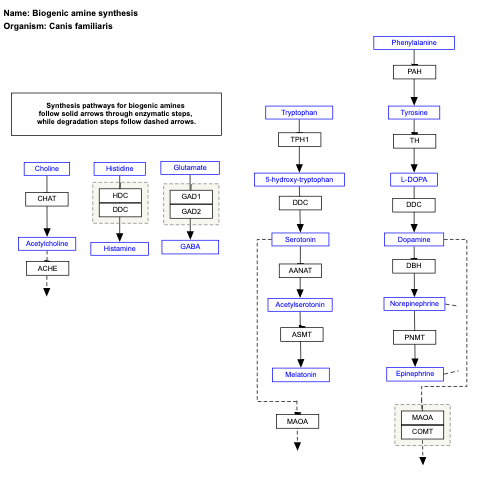 Name: Biogenic amine synthesis
Organism: Canis familiaris
Phenylalanine
PAH
Synthesis pathways for biogenic amines
follow solid arrows through enzymatic steps,
while degradation steps follow dashed arrows.
Tryptophan
Tyrosine
TPH1
TH
Choline
Histidine
Glutamate
5-hydroxy-tryptophan
L-DOPA
CHAT
HDC
DDC
GAD1
GAD2
DDC
DDC
Acetylcholine
Histamine
GABA
Serotonin
Dopamine
ACHE
AANAT
DBH
Acetylserotonin
Norepinephrine
ASMT
PNMT
Melatonin
Epinephrine
MAOA
MAOA
COMT